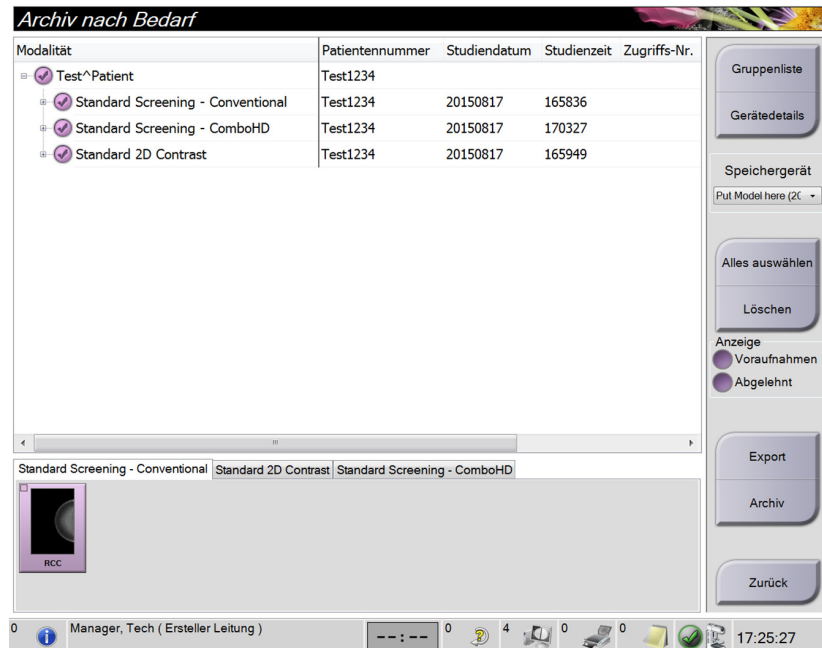 Archiv nach Bedarf
Modalität Patientennummer Studiendatum Studienzeit Zugriffs-Nr.
Test^Patient Test1234
Standard Screening - Conventional Test1234 20150817 165836
Standard Screening - ComboHD Test1234 20150817 170327
Standard 2D Contrast Test1234 20150817 165949
Gruppenliste
Gerätedetails
Speichergerät
Put Model here (2(
Alles auswählen
Löschen
Anzeige
Voraufnahmen
Abgelehnt
Export
Archiv
Zurück
Standard Screening - Conventional Standard 2D Contrast Standard Screening - ComboHD
RCC
0 Manager, Tech ( Ersteller Leitung ) --:-- 0 4 0 0 17:25:27